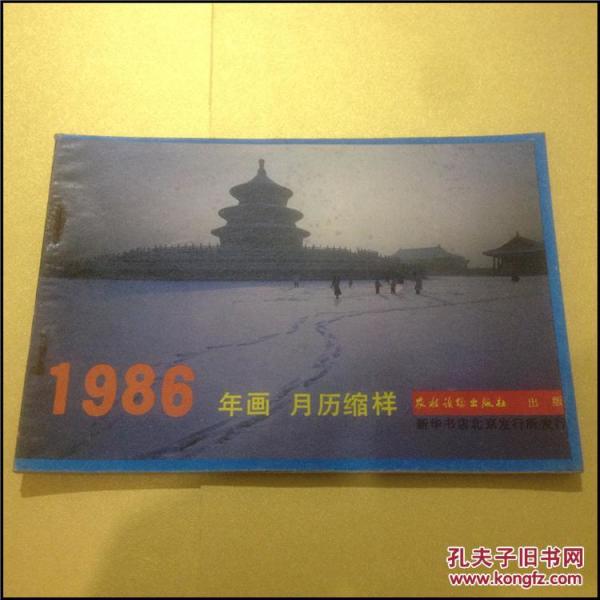 1986 年画 月历缩样
农村读物出版社 出版
新华书店北京发行所发行
孔夫子旧书网
www.kongfz.com